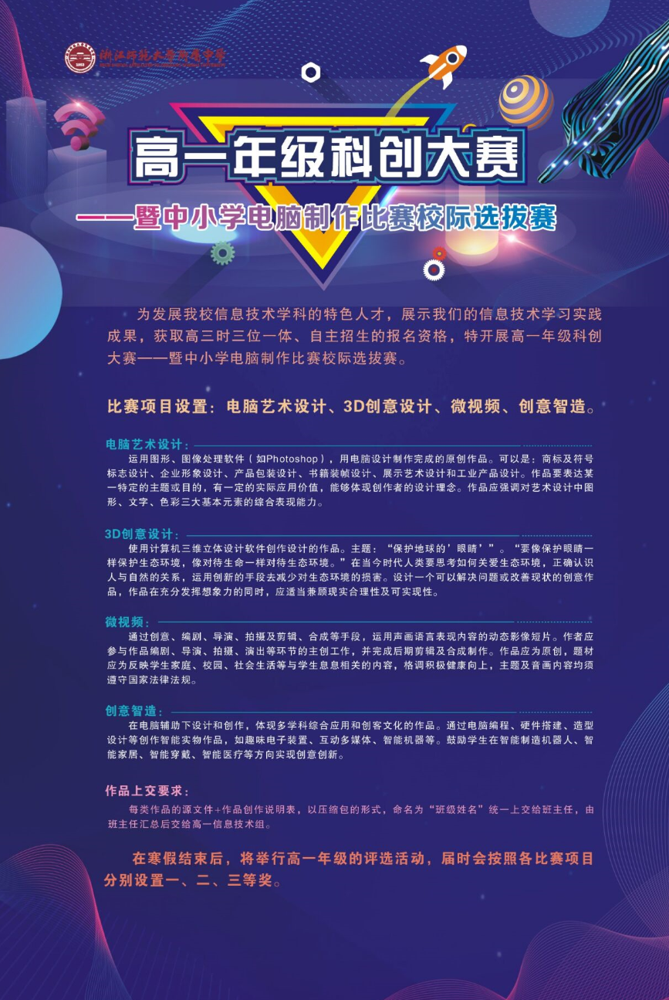 浙江师范大学附属中学
高一年级科创大赛
——暨中小学电脑制作比赛校际选拔赛
为发展我校信息技术学科的特色人才，展示我们的信息技术学习实践
成果，获取高三时三位一体、自主招生的报名资格，特开展高一年级科创
大赛——暨中小学电脑制作比赛校际选拔赛。
比赛项目设置：电脑艺术设计、3D创意设计、微视频、创意智造。
电脑艺术设计：
运用图形、图像处理软件（如Photoshop），用电脑设计制作完成的原创作品。可以是：商标及符号
标志设计、企业形象设计、产品包装设计、书籍装帧设计、展示艺术设计和工业产品设计。作品要表达某
一特定的主题或目的，有一定的实际应用价值，能够体现创作者的设计理念。作品应强调对艺术设计中图
形、文字、色彩三大基本元素的综合表现能力。
3D创意设计：
使用计算机三维立体设计软件创作设计的作品。主题：“保护地球的’眼睛’”。“要像保护眼睛一
样保护生态环境，像对待生命一样对待生态环境。”在当今时代人类要思考如何关爱生态环境，正确认识
人与自然的关系，运用创新的手段去减少对生态环境的损害。设计一个可以解决问题或改善现状的创意作
品，作品在充分发挥想象力的同时，应适当兼顾现实合理性及可实现性。
微视频：
通过创意、编剧、导演、拍摄及剪辑、合成等手段，运用声画语言表现内容的动态影像短片。作者应
参与作品编剧、导演、拍摄、演出等环节的主创工作，并完成后期剪辑及合成制作。作品应为原创，题材
应为反映学生家庭、校园、社会生活等与学生息息相关的内容，格调积极健康向上，主题及音画内容均须
遵守国家法律法规。
创意智造：
在电脑辅助下设计和创作，体现多学科综合应用和创客文化的作品。通过电脑编程、硬件搭建、造型
设计等创作智能实物作品，如趣味电子装置、互动多媒体、智能机器等。鼓励学生在智能制造机器人、智
能家居、智能穿戴、智能医疗等方向实现创意创新。
作品上交要求：
每类作品的源文件+作品创作说明表，以压缩包的形式，命名为“班级姓名”统一上交给班主任，由
班主任汇总后交给高一信息技术组。
在寒假结束后，将举行高一年级的评选活动，届时会按照各比赛项目
分别设置一、二、三等奖。